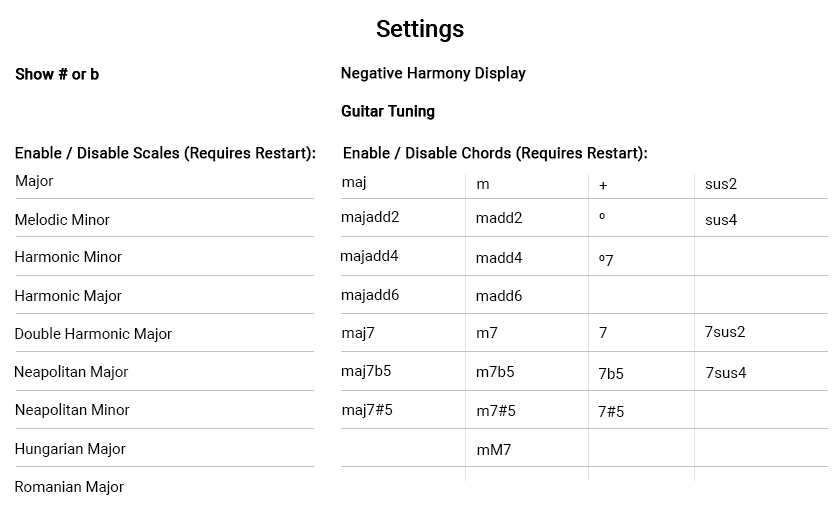 Settings
Show # or b
Negative Harmony Display
Guitar Tuning
Enable / Disable Scales (Requires Restart):
Enable / Disable Chords (Requires Restart):
Major
maj
m
+
sus2
Melodic Minor
majadd2
madd2
º
sus4
Harmonic Minor
majadd4
madd4
º7
Harmonic Major
majadd6
madd6
Double Harmonic Major
maj7
m7
7
7sus2
Neapolitan Major
maj7b5
m7b5
7b5
7sus4
Neapolitan Minor
maj7#5
m7#5
7#5
Hungarian Major
mM7
Romanian Major